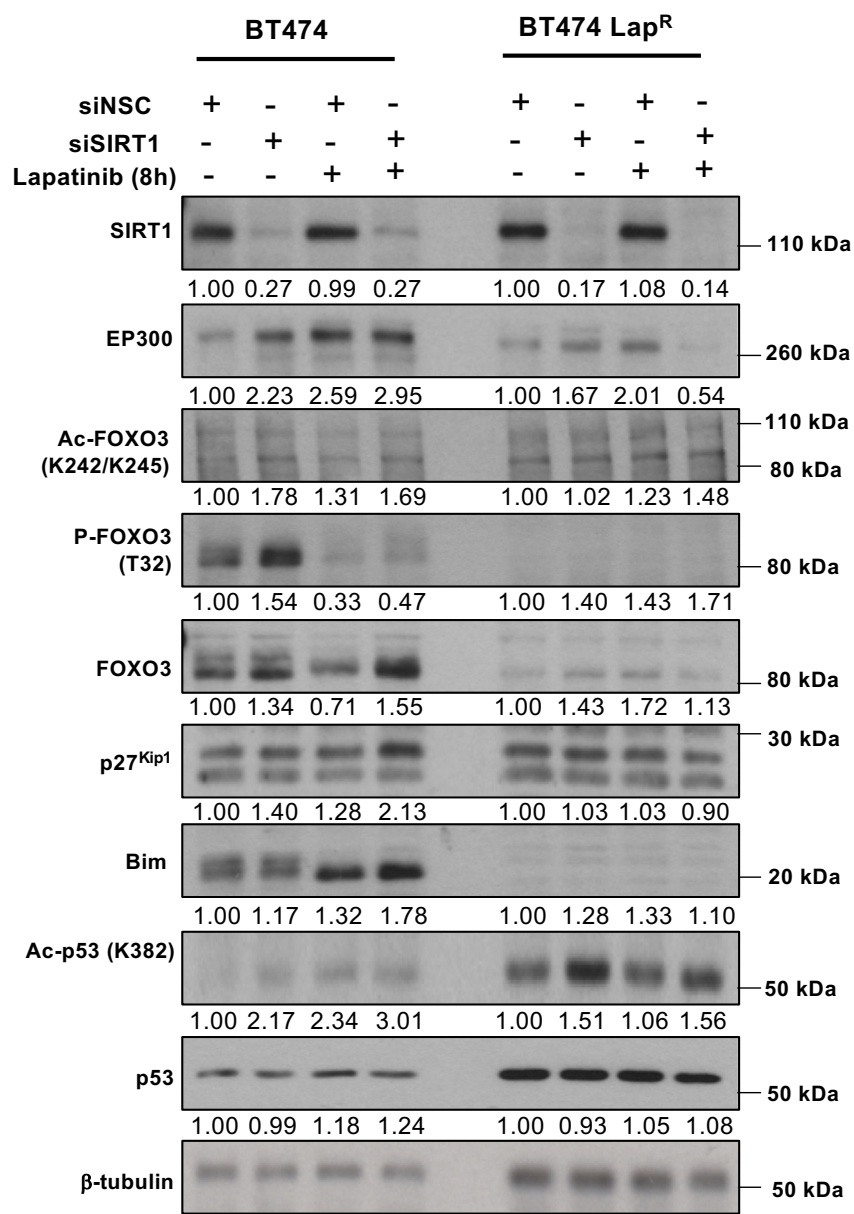 BT474 BT474 Lap^R
siNSC + - + - + - + -
siSIRT1 - + - + - + - +
Lapatinib (8h) - - + + - - + +
SIRT1 110 kDa
1.00 0.27 0.99 0.27 1.00 0.17 1.08 0.14
EP300 260 kDa
1.00 2.23 2.59 2.95 1.00 1.67 2.01 0.54
Ac-FOXO3 110 kDa
(K242/K245) 80 kDa
1.00 1.78 1.31 1.69 1.00 1.02 1.23 1.48
P-FOXO3
(T32) 80 kDa
1.00 1.54 0.33 0.47 1.00 1.40 1.43 1.71
FOXO3 80 kDa
1.00 1.34 0.71 1.55 1.00 1.43 1.72 1.13
30 kDa
p27^Kip1
1.00 1.40 1.28 2.13 1.00 1.03 1.03 0.90
Bim 20 kDa
1.00 1.17 1.32 1.78 1.00 1.28 1.33 1.10
Ac-p53 (K382) 50 kDa
1.00 2.17 2.34 3.01 1.00 1.51 1.06 1.56
p53 50 kDa
1.00 0.99 1.18 1.24 1.00 0.93 1.05 1.08
β-tubulin 50 kDa